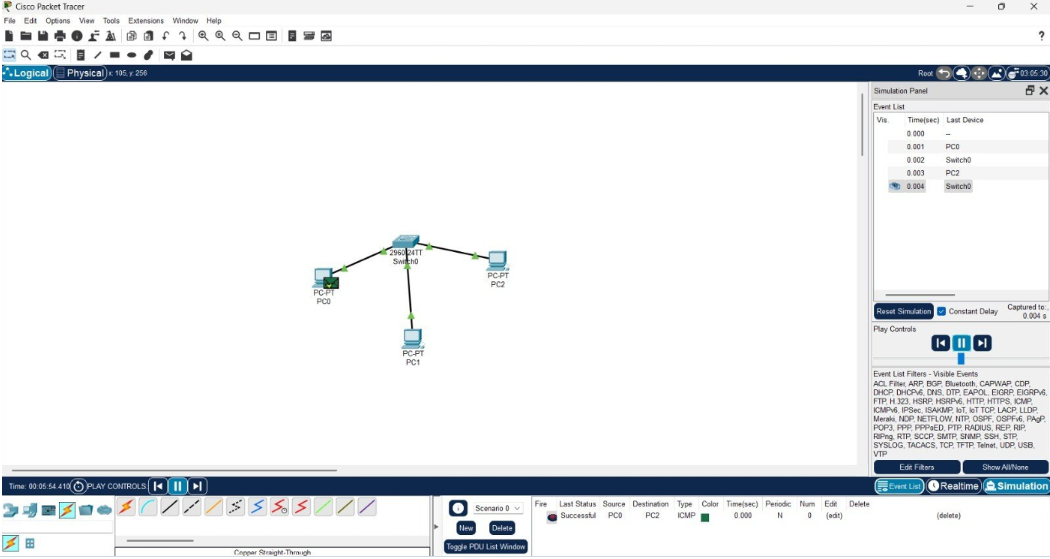 Cisco Packet Tracer
File Edit Options View Tools Extensions Window Help
?
Logical Physical x: 105, y: 256
Root 03:05:30
Simulation Panel
Event List
Vis. Time(sec) Last Device
0.000 --
0.001 PC0
0.002 Switch0
0.003 PC2
0.004 Switch0
2960-24TT
Switch0
PC-PT
PC2
PC-PT
PC0
PC-PT
PC1
Reset Simulation Constant Delay Captured to:
0.004 s
Play Controls
Event List Filters - Visible Events
ACL Filter, ARP, BGP, Bluetooth, CAPWAP, CDP,
DHCP, DHCPv6, DNS, DTP, EAPOL, EIGRP, EIGRPv6,
FTP, H.323, HSRP, HSRPv6, HTTP, HTTPS, ICMP,
ICMPv6, IPSec, ISAKMP, IoT, IoT TCP, LACP, LLDP,
Meraki, NDP, NETFLOW, NTP, OSPF, OSPFv6, PAgP,
POP3, PPP, PPPoED, PTP, RADIUS, REP, RIP,
RIPng, RTP, SCCP, SMTP, SNMP, SSH, STP,
SYSLOG, TACACS, TCP, TFTP, Telnet, UDP, USB,
VTP
Edit Filters Show All/None
Time: 00:05:54.410 PLAY CONTROLS:
Event List Realtime Simulation
Scenario 0
New Delete
Toggle PDU List Window
Fire Last Status Source Destination Type Color Time(sec) Periodic Num Edit Delete
Successful PC0 PC2 ICMP 0.000 N 0 (edit) (delete)
Copper Straight-Through